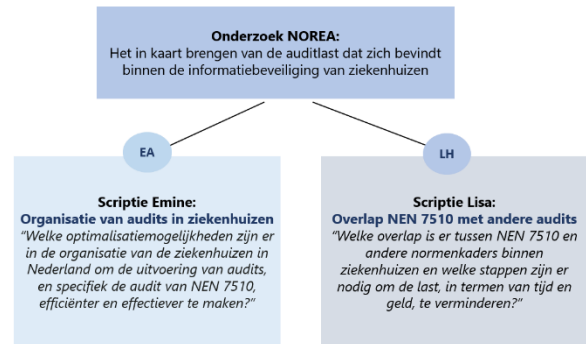 Onderzoek NOREA:
Het in kaart brengen van de auditlast dat zich bevindt
binnen de informatiebeveiliging van ziekenhuizen
EA
Scriptie Emine:
Organisatie van audits in ziekenhuizen
“Welke optimalisatiemogelijkheden zijn er
in de organisatie van de ziekenhuizen in
Nederland om de uitvoering van audits,
en specifiek de audit van NEN 7510,
efficiënter en effectiever te maken?”
LH
Scriptie Lisa:
Overlap NEN 7510 met andere audits
“Welke overlap is er tussen NEN 7510 en
andere normenkaders binnen
ziekenhuizen en welke stappen zijn er
nodig om de last, in termen van tijd en
geld, te verminderen?”